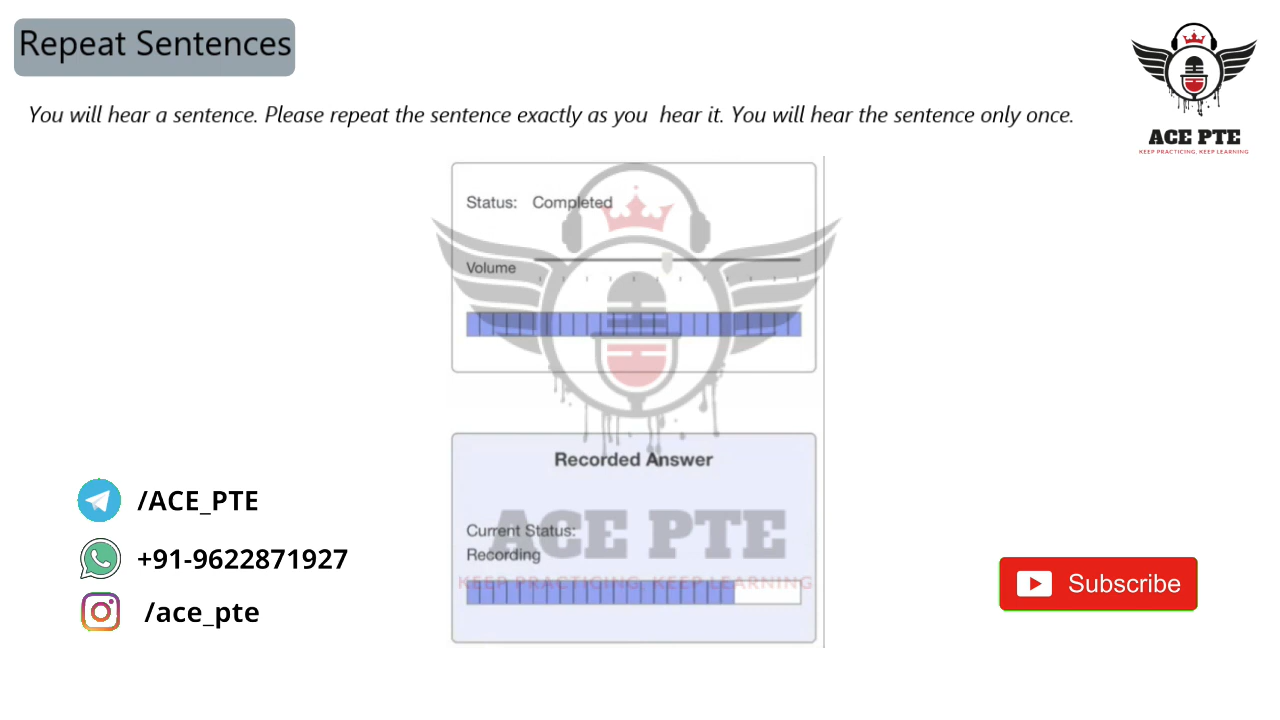 Repeat Sentences
You will hear a sentence. Please repeat the sentence exactly as you hear it. You will hear the sentence only once.
ACE PTE
KEEP PRACTICING, KEEP LEARNING
Status: Completed
Volume
Recorded Answer
Current Status:
Recording
ACE PTE
KEEP PRACTICING, KEEP LEARNING
/ACE_PTE
+91-9622871927
/ace_pte
Subscribe